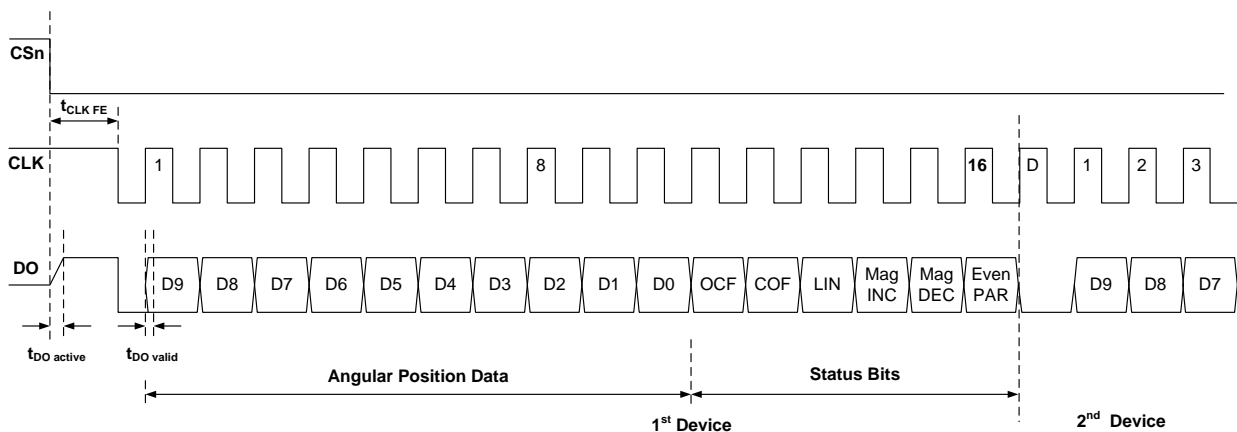 CSn
tCLK FE
CLK
1 8 16 D 1 2 3
DO
D9 D8 D7 D6 D5 D4 D3 D2 D1 D0 OCF COF LIN Mag INC Mag DEC Even PAR D9 D8 D7
tDO active
tDO valid
Angular Position Data
Status Bits
1st Device
2nd Device